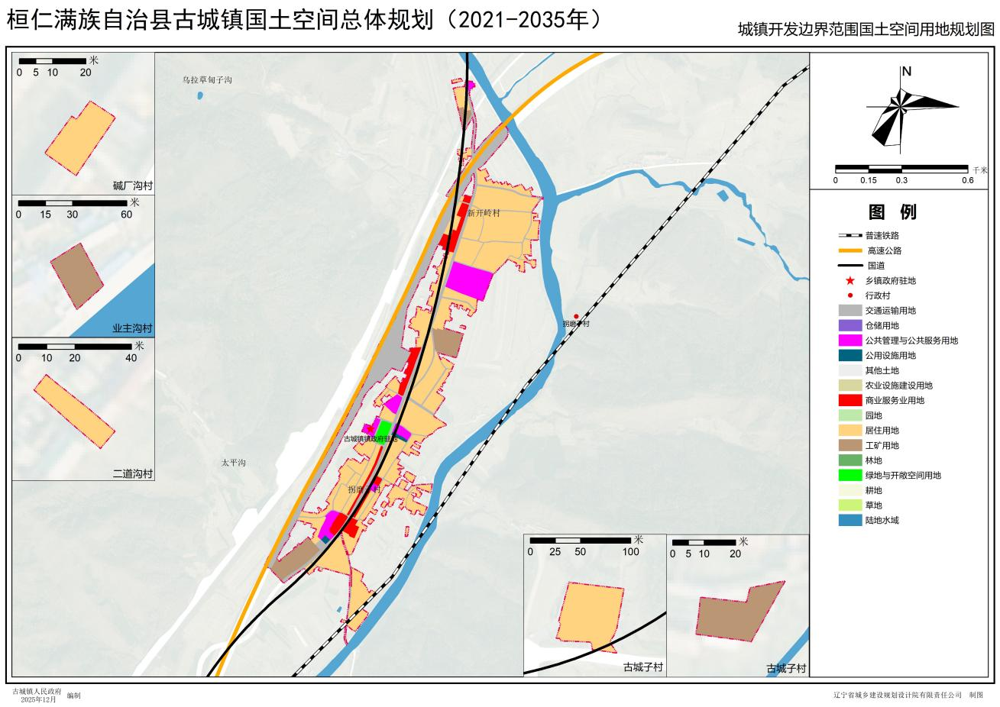 桓仁满族自治县古城镇国土空间总体规划（2021-2035年）
城镇开发边界范围国土空间用地规划图
0 5 10 20 米
碱厂沟村
0 15 30 60 米
业主沟村
0 10 20 40 米
二道沟村
乌拉草甸子沟
新开岭村
拐磨子村
古城镇镇政府驻地
太平沟
拐磨子村
0 25 50 100 米
古城子村
0 5 10 20 米
古城子村
N
千米
0 0.15 0.3 0.6
图 例
普速铁路
高速公路
国道
乡镇政府驻地
行政村
交通运输用地
仓储用地
公共管理与公共服务用地
公用设施用地
其他土地
农业设施建设用地
商业服务业用地
园地
居住用地
工矿用地
林地
绿地与开敞空间用地
耕地
草地
陆地水域
古城镇人民政府
2025年12月 编制
辽宁省城乡建设规划设计院有限责任公司 制图